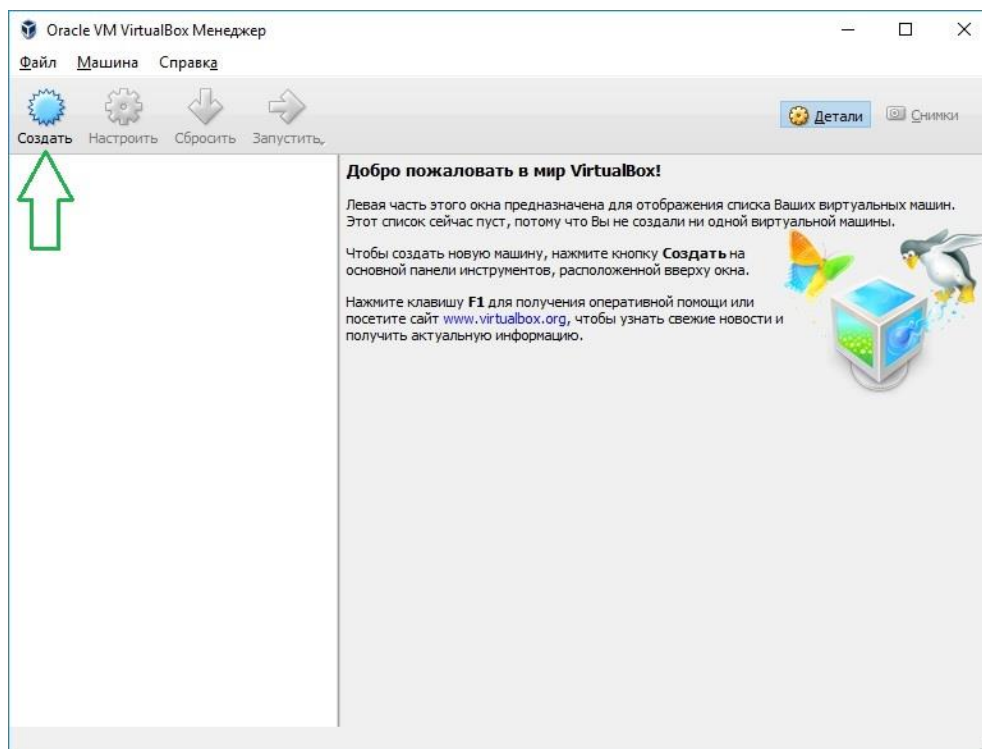 Oracle VM VirtualBox Менеджер
Файл Машина Справка
Создать Настроить Сбросить Запустить
Детали Снимки
Добро пожаловать в мир VirtualBox!
Левая часть этого окна предназначена для отображения списка Ваших виртуальных машин.
Этот список сейчас пуст, потому что Вы не создали ни одной виртуальной машины.
Чтобы создать новую машину, нажмите кнопку Создать на
основной панели инструментов, расположенной вверху окна.
Нажмите клавишу F1 для получения оперативной помощи или
посетите сайт www.virtualbox.org, чтобы узнать свежие новости и
получить актуальную информацию.